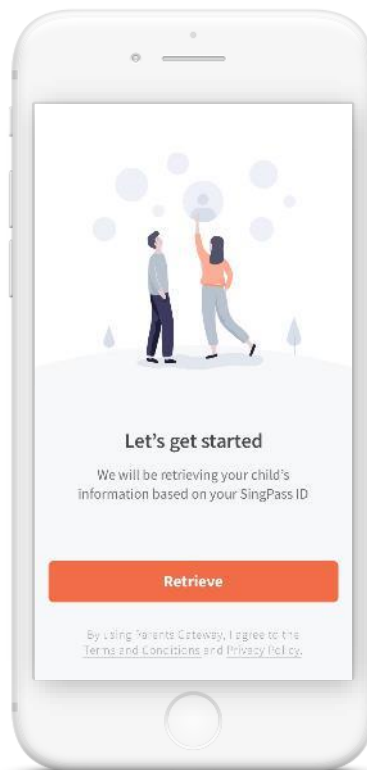 Let's get started
We will be retrieving your child's
information based on your SingPass ID
Retrieve
By using Parents Gateway, I agree to the
Terms and Conditions and Privacy Policy.